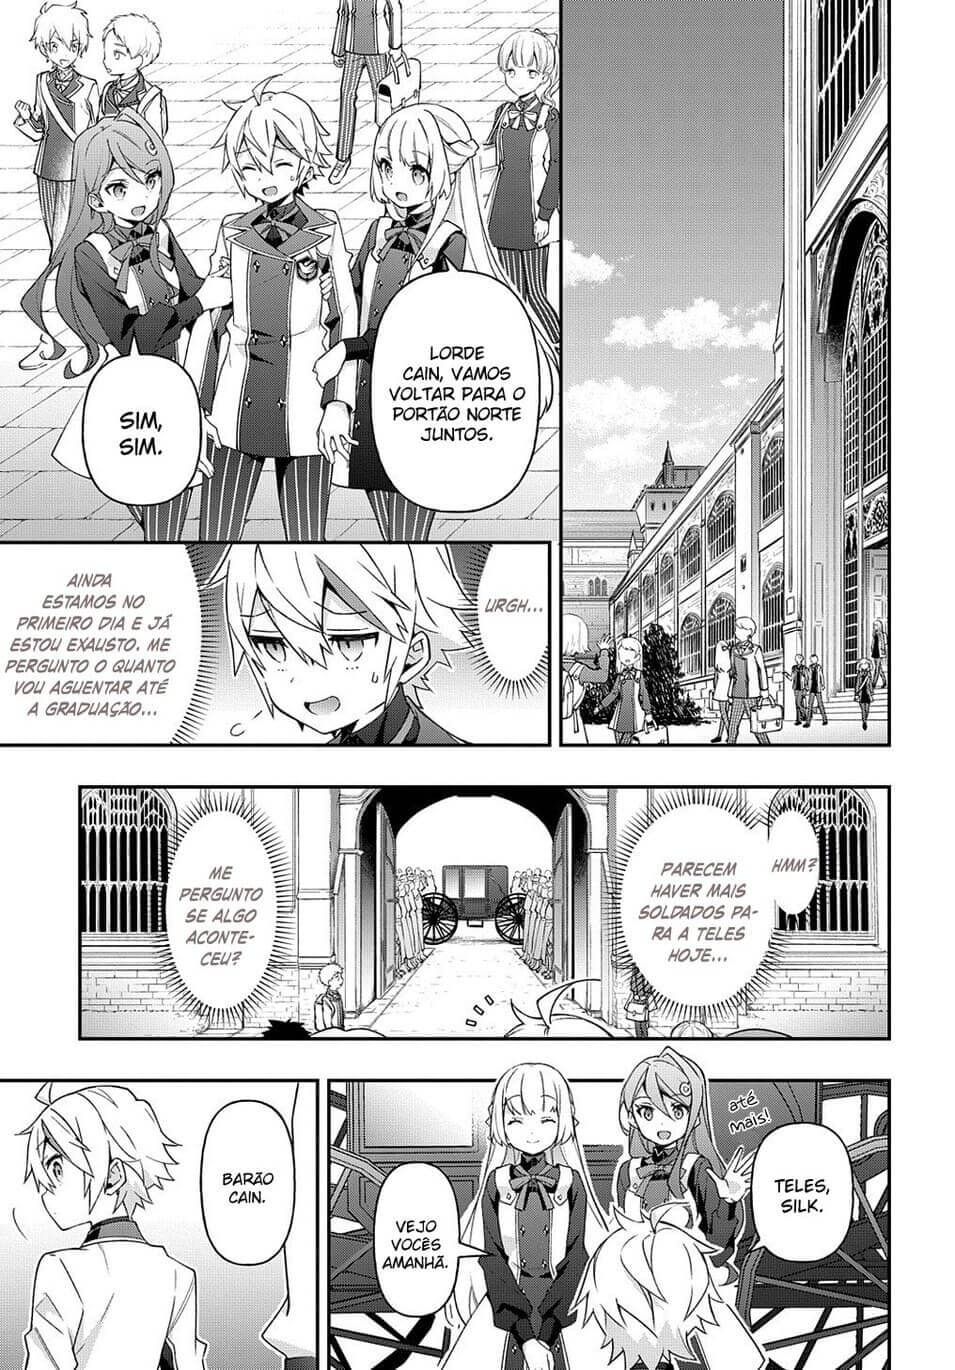 LORDE
CAIN, VAMOS
VOLTAR PARA O
PORTÃO NORTE
JUNTOS.
SIM,
SIM.
URGH...
AINDA
ESTAMOS NO
PRIMEIRO DIA E JÁ
ESTOU EXAUSTO. ME
PERGUNTO O QUANTO
VOU AGUENTAR ATÉ
A GRADUAÇÃO...
HMM?
PARECEM
HAVER MAIS
SOLDADOS PA-
RA A TELES
HOJE...
ME
PERGUNTO
SE ALGO
ACONTE-
CEU?
TELES,
SILK.
até
mais!
VEJO
VOCÊS
AMANHÃ.
BARÃO
CAIN.